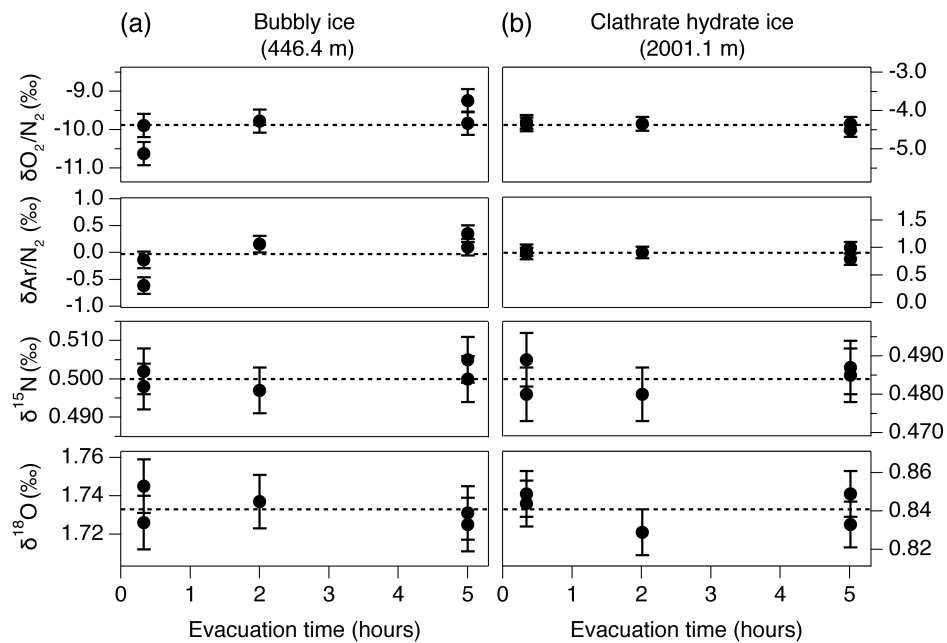 (a) Bubbly ice
(446.4 m)
(b) Clathrate hydrate ice
(2001.1 m)
δO₂/N₂ (‰)
-9.0
-10.0
-11.0
-3.0
-4.0
-5.0
δAr/N₂ (‰)
1.0
0.5
0.0
-0.5
-1.0
1.5
1.0
0.5
0.0
δ¹⁵N (‰)
0.510
0.500
0.490
0.490
0.480
0.470
δ¹⁸O (‰)
1.76
1.74
1.72
0.86
0.84
0.82
0 1 2 3 4 5
0 1 2 3 4 5
Evacuation time (hours)
Evacuation time (hours)